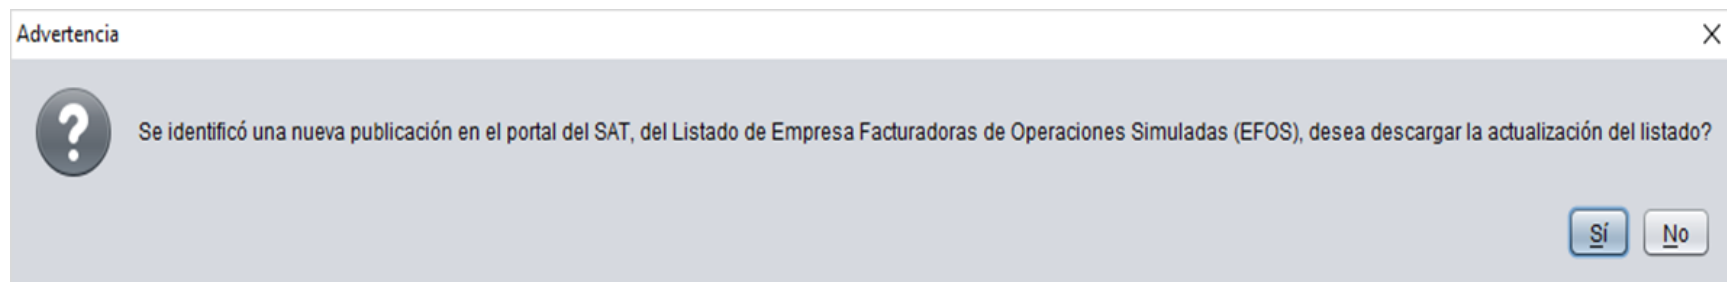 Advertencia
Se identificó una nueva publicación en el portal del SAT, del Listado de Empresa Facturadoras de Operaciones Simuladas (EFOS), desea descargar la actualización del listado?
Sí No